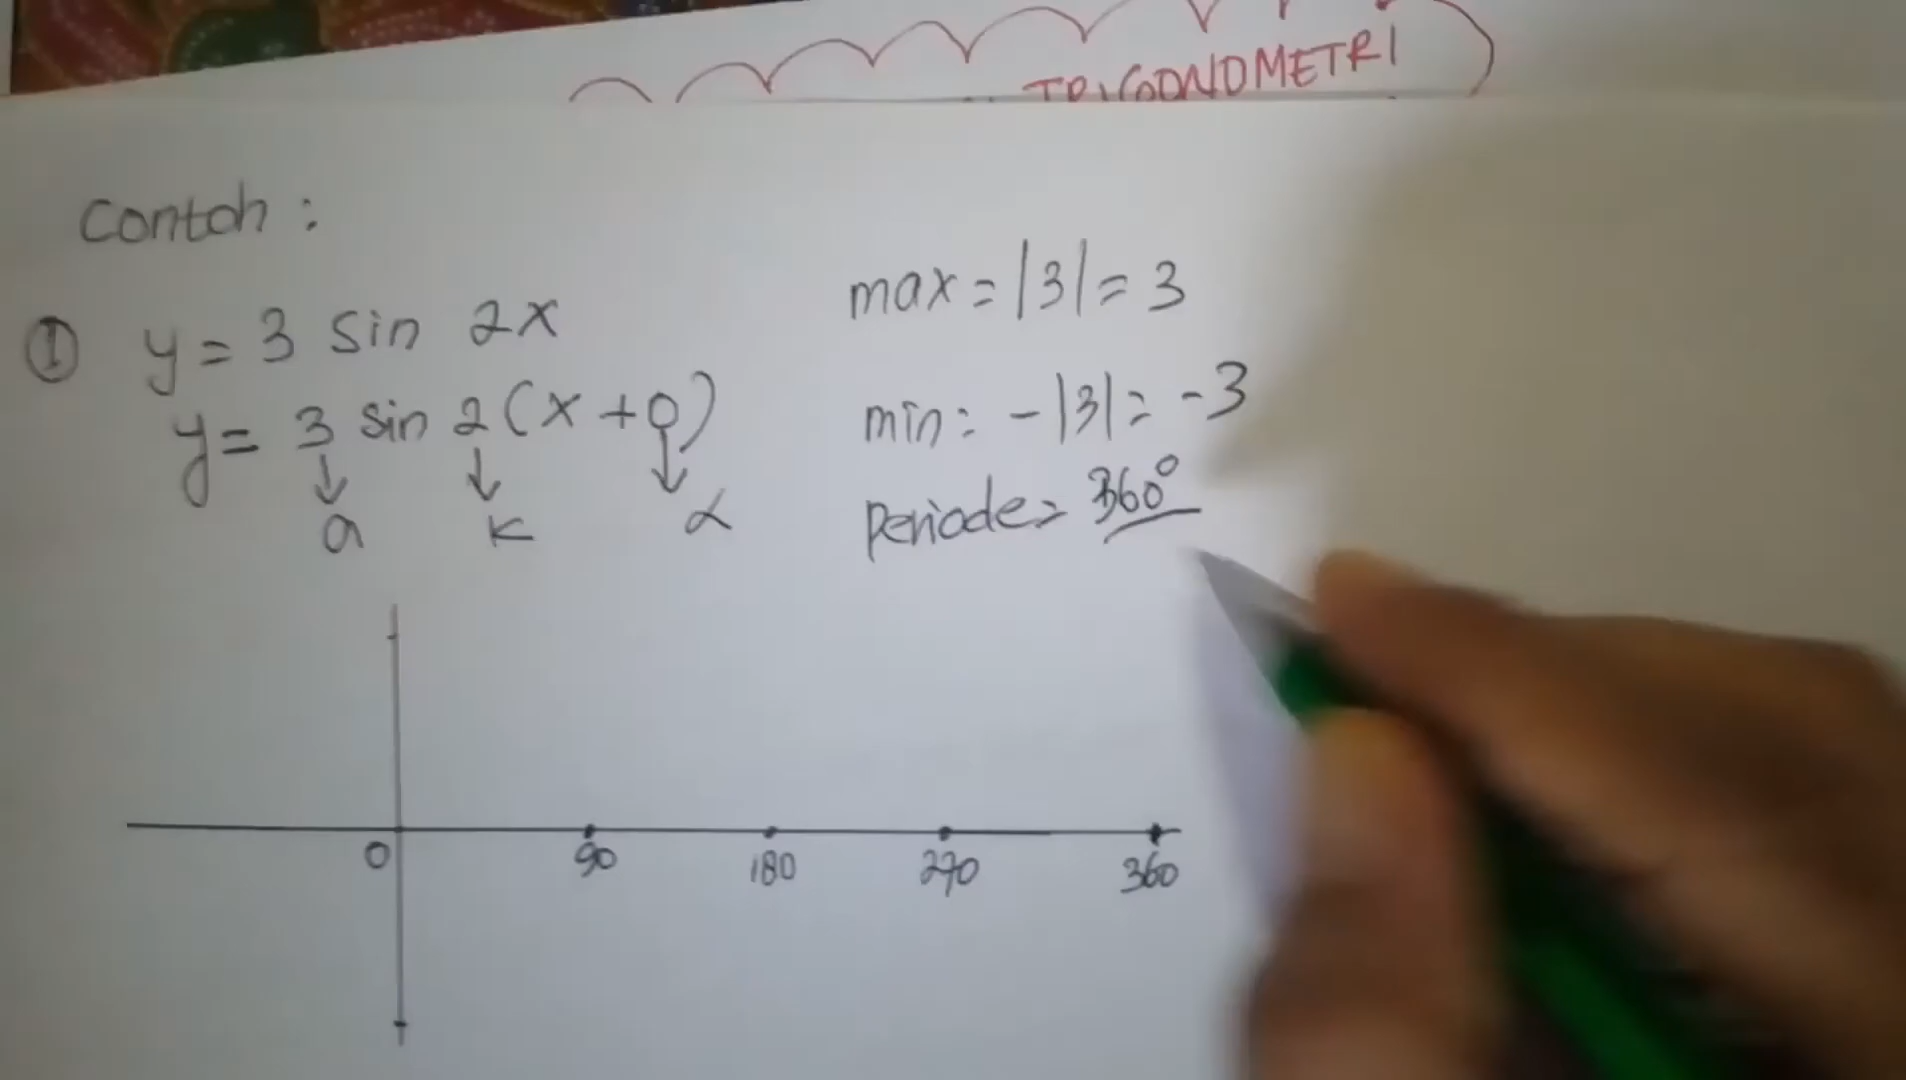 TRIGONOMETRI
Contoh :
① y = 3 sin 2x
y = 3 sin 2 (x + 0)
↓ ↓ ↓
a k α
max = |3| = 3
min = - |3| = -3
Periode = 360°
0 90 180 270 360